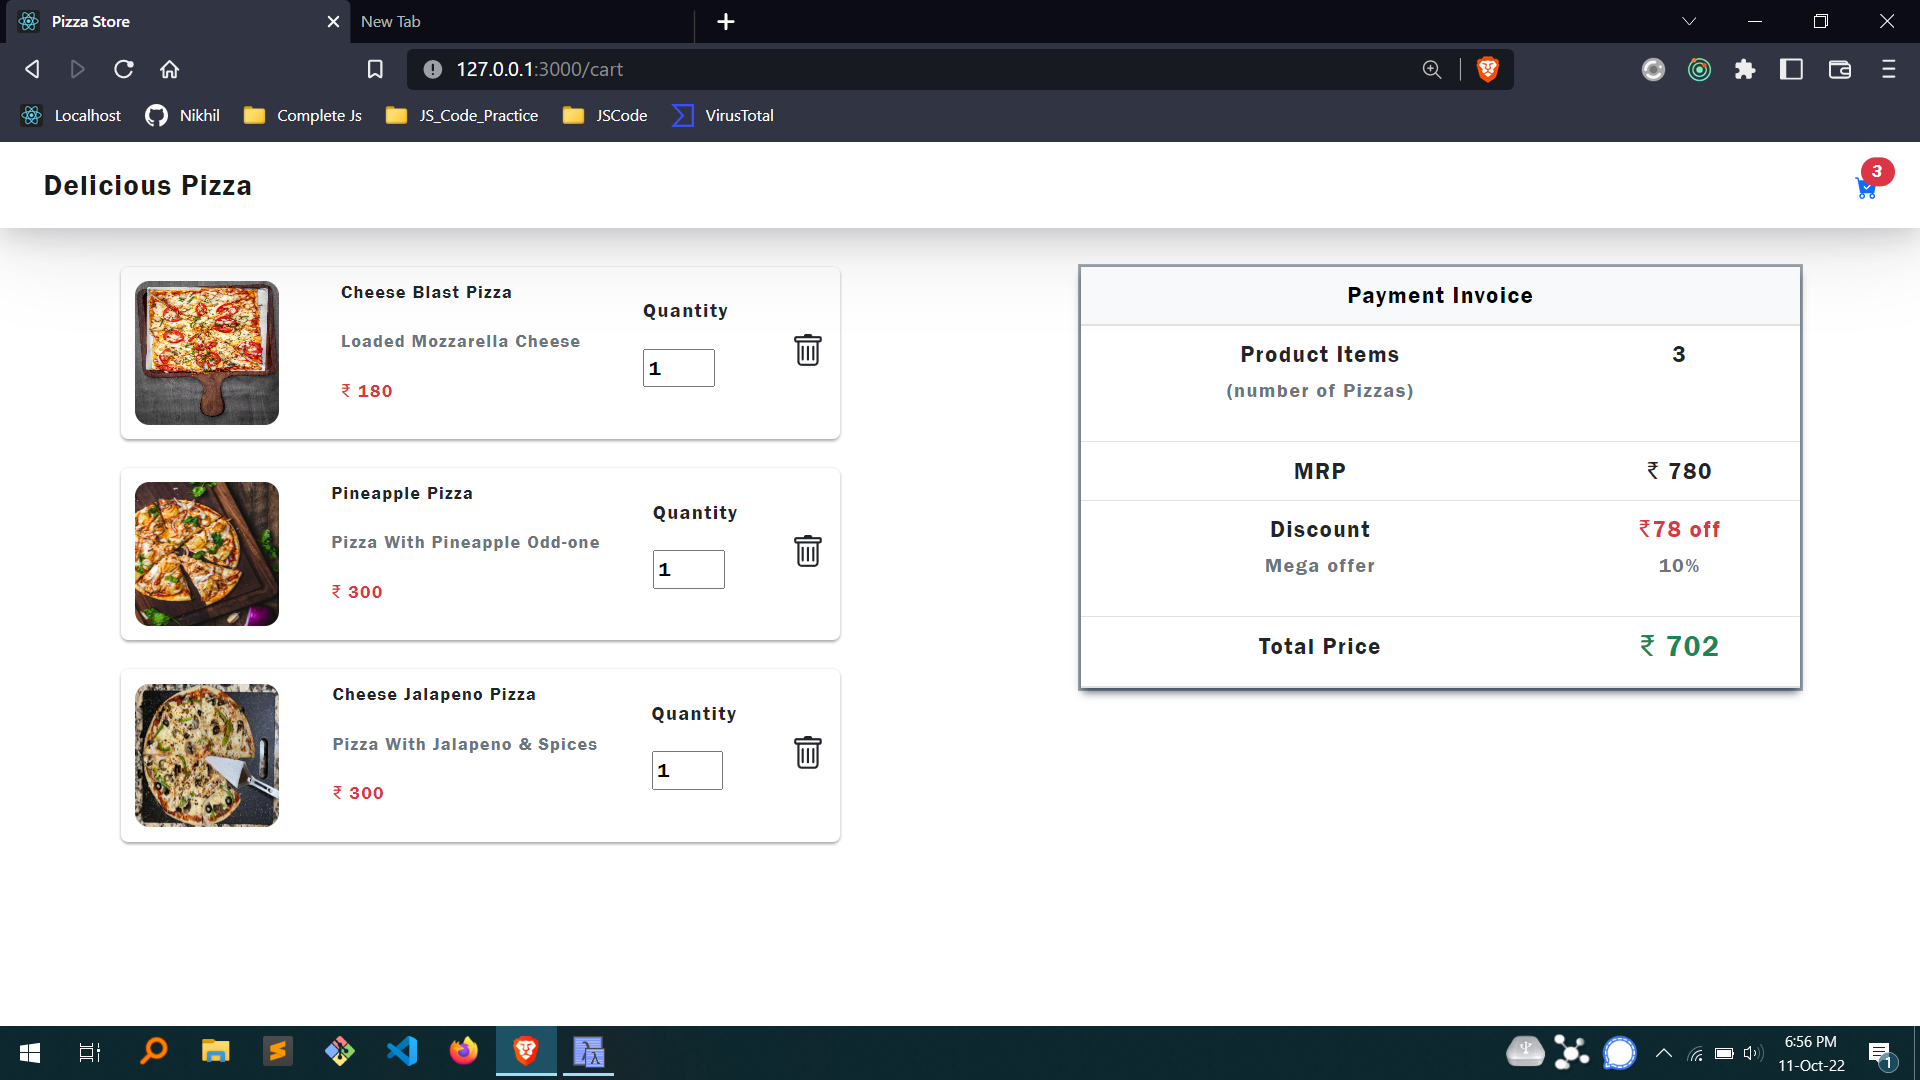 Pizza Store
New Tab
127.0.0.1:3000/cart
Localhost
Nikhil
Complete Js
JS_Code_Practice
JSCode
VirusTotal
Delicious Pizza
3
Cheese Blast Pizza
Loaded Mozzarella Cheese
₹ 180
Quantity
1
Pineapple Pizza
Pizza With Pineapple Odd-one
₹ 300
Quantity
1
Cheese Jalapeno Pizza
Pizza With Jalapeno & Spices
₹ 300
Quantity
1
Payment Invoice
Product Items 3
(number of Pizzas)
MRP ₹ 780
Discount ₹78 off
Mega offer 10%
Total Price ₹ 702
6:56 PM
11-Oct-22
1